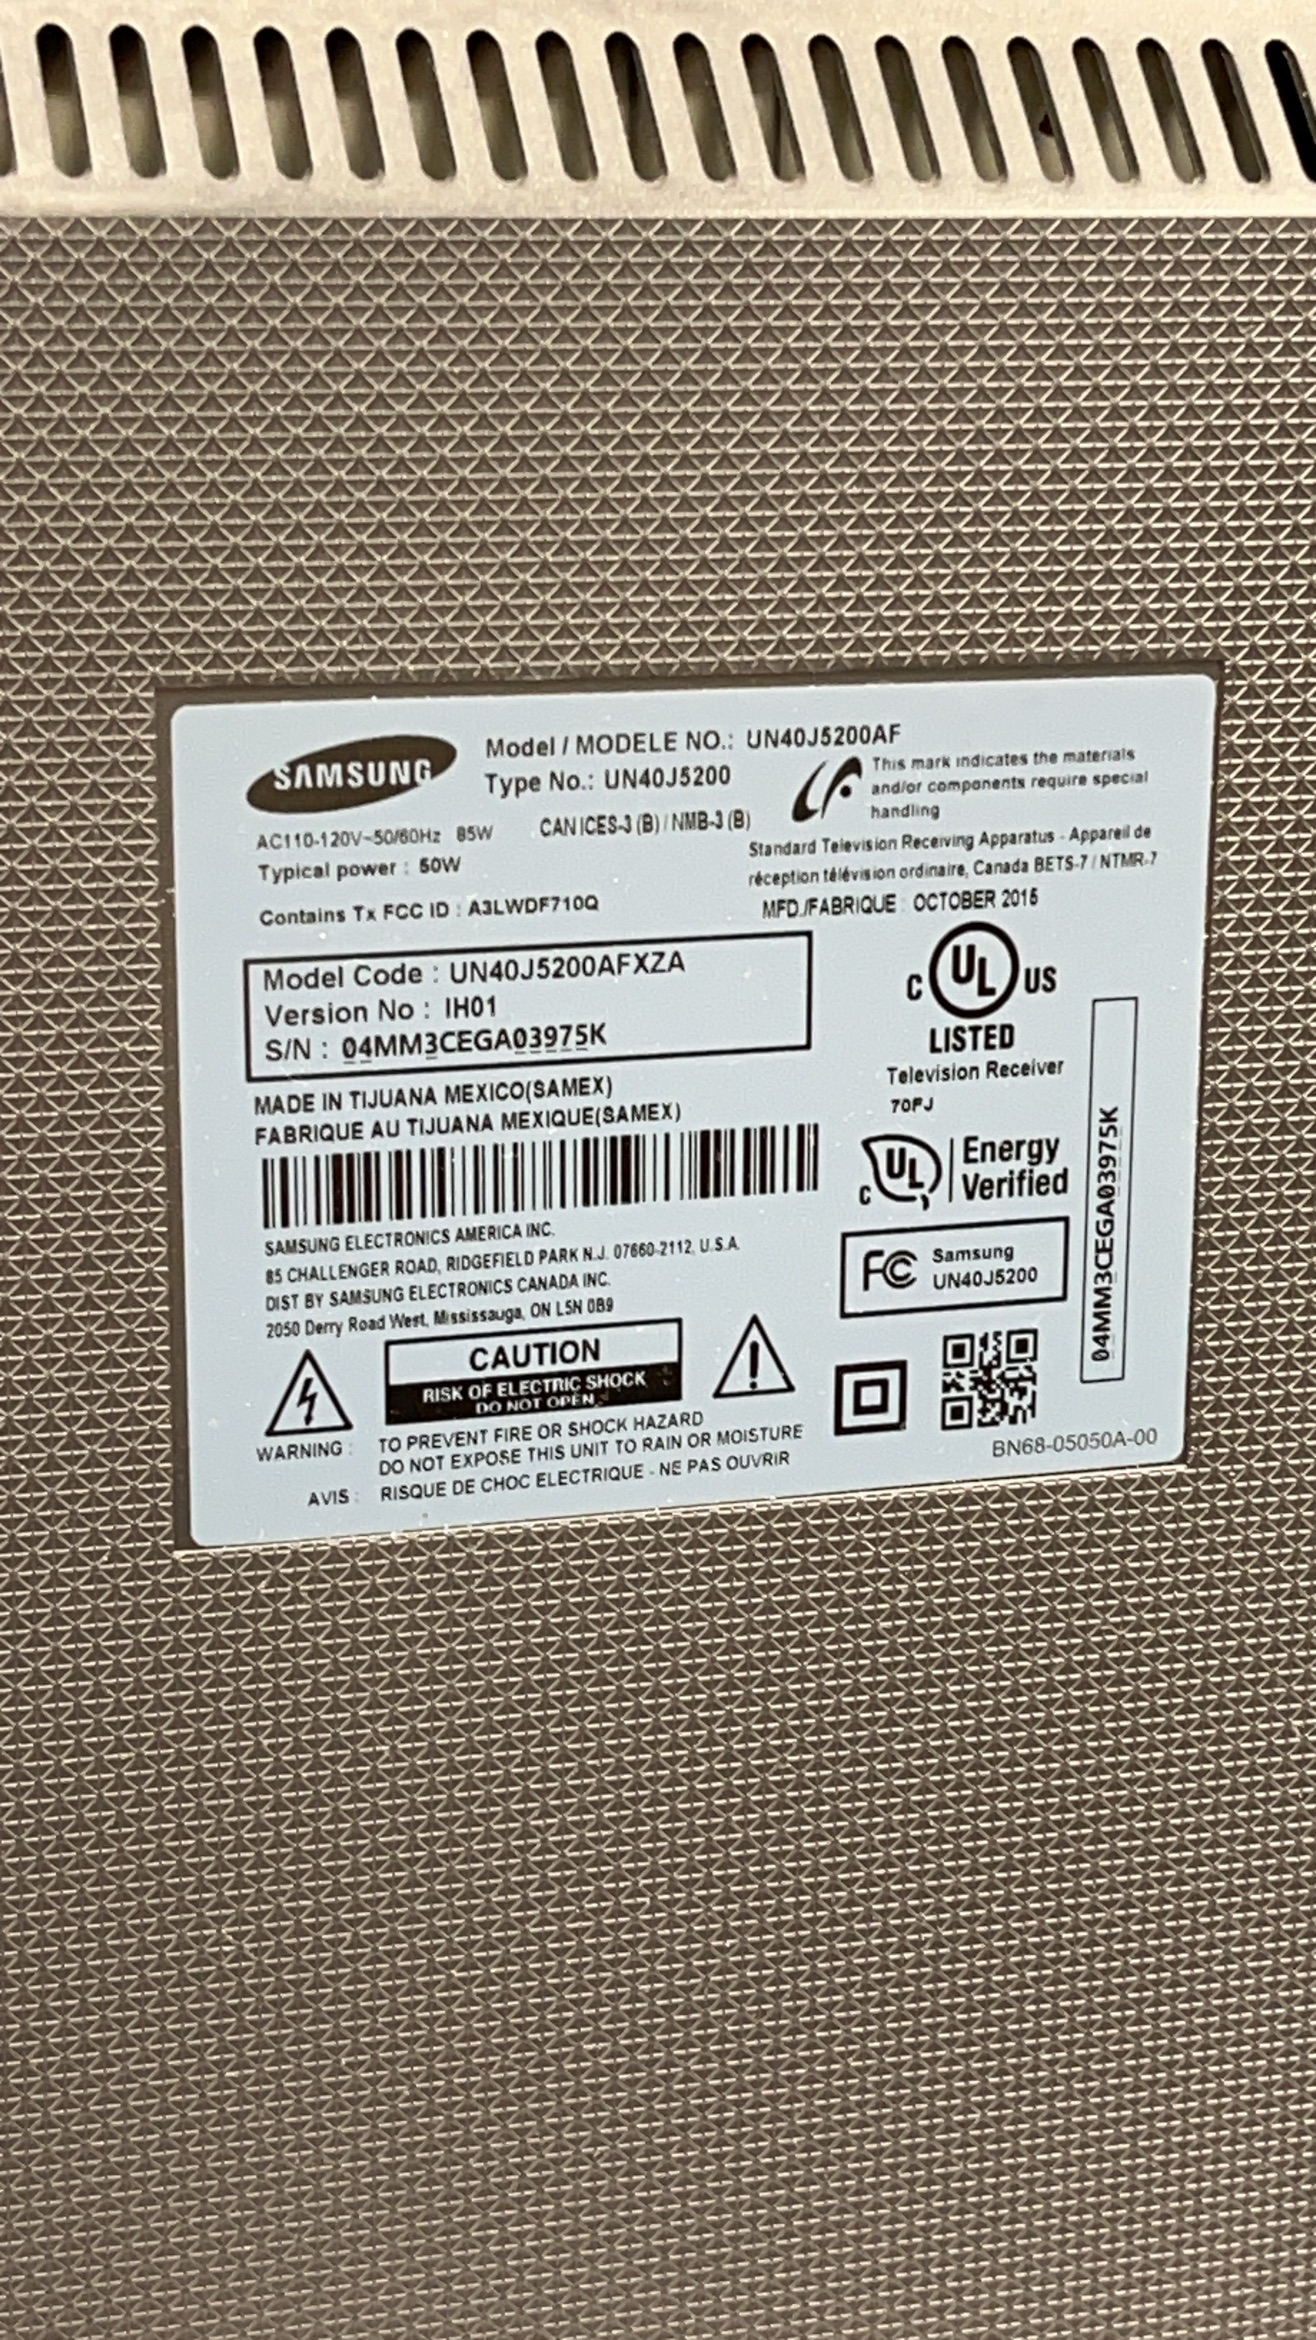 SAMSUNG
Model / MODELE NO.: UN40J5200AF
Type No.: UN40J5200
This mark indicates the materials
and/or components require special
handling
AC110-120V~50/60Hz 85W
CAN ICES-3 (B) / NMB-3 (B)
Typical power : 50W
Standard Television Receiving Apparatus - Appareil de
réception télévision ordinaire, Canada BETS-7 / NTMR-7
Contains Tx FCC ID : A3LWDF710Q
MFD./FABRIQUE : OCTOBER 2015
Model Code : UN40J5200AFXZA
Version No : IH01
S/N : 04MM3CEGA03975K
C UL US
LISTED
Television Receiver
70FJ
MADE IN TIJUANA MEXICO(SAMEX)
FABRIQUE AU TIJUANA MEXIQUE(SAMEX)
C UL Energy
Verified
SAMSUNG ELECTRONICS AMERICA INC.
85 CHALLENGER ROAD, RIDGEFIELD PARK N.J. 07660-2112, U.S.A.
DIST BY SAMSUNG ELECTRONICS CANADA INC.
2050 Derry Road West, Mississauga, ON L5N 0B9
FC Samsung
UN40J5200
04MM3CEGA03975K
CAUTION
RISK OF ELECTRIC SHOCK
DO NOT OPEN
WARNING : TO PREVENT FIRE OR SHOCK HAZARD
DO NOT EXPOSE THIS UNIT TO RAIN OR MOISTURE
AVIS : RISQUE DE CHOC ELECTRIQUE - NE PAS OUVRIR
BN68-05050A-00